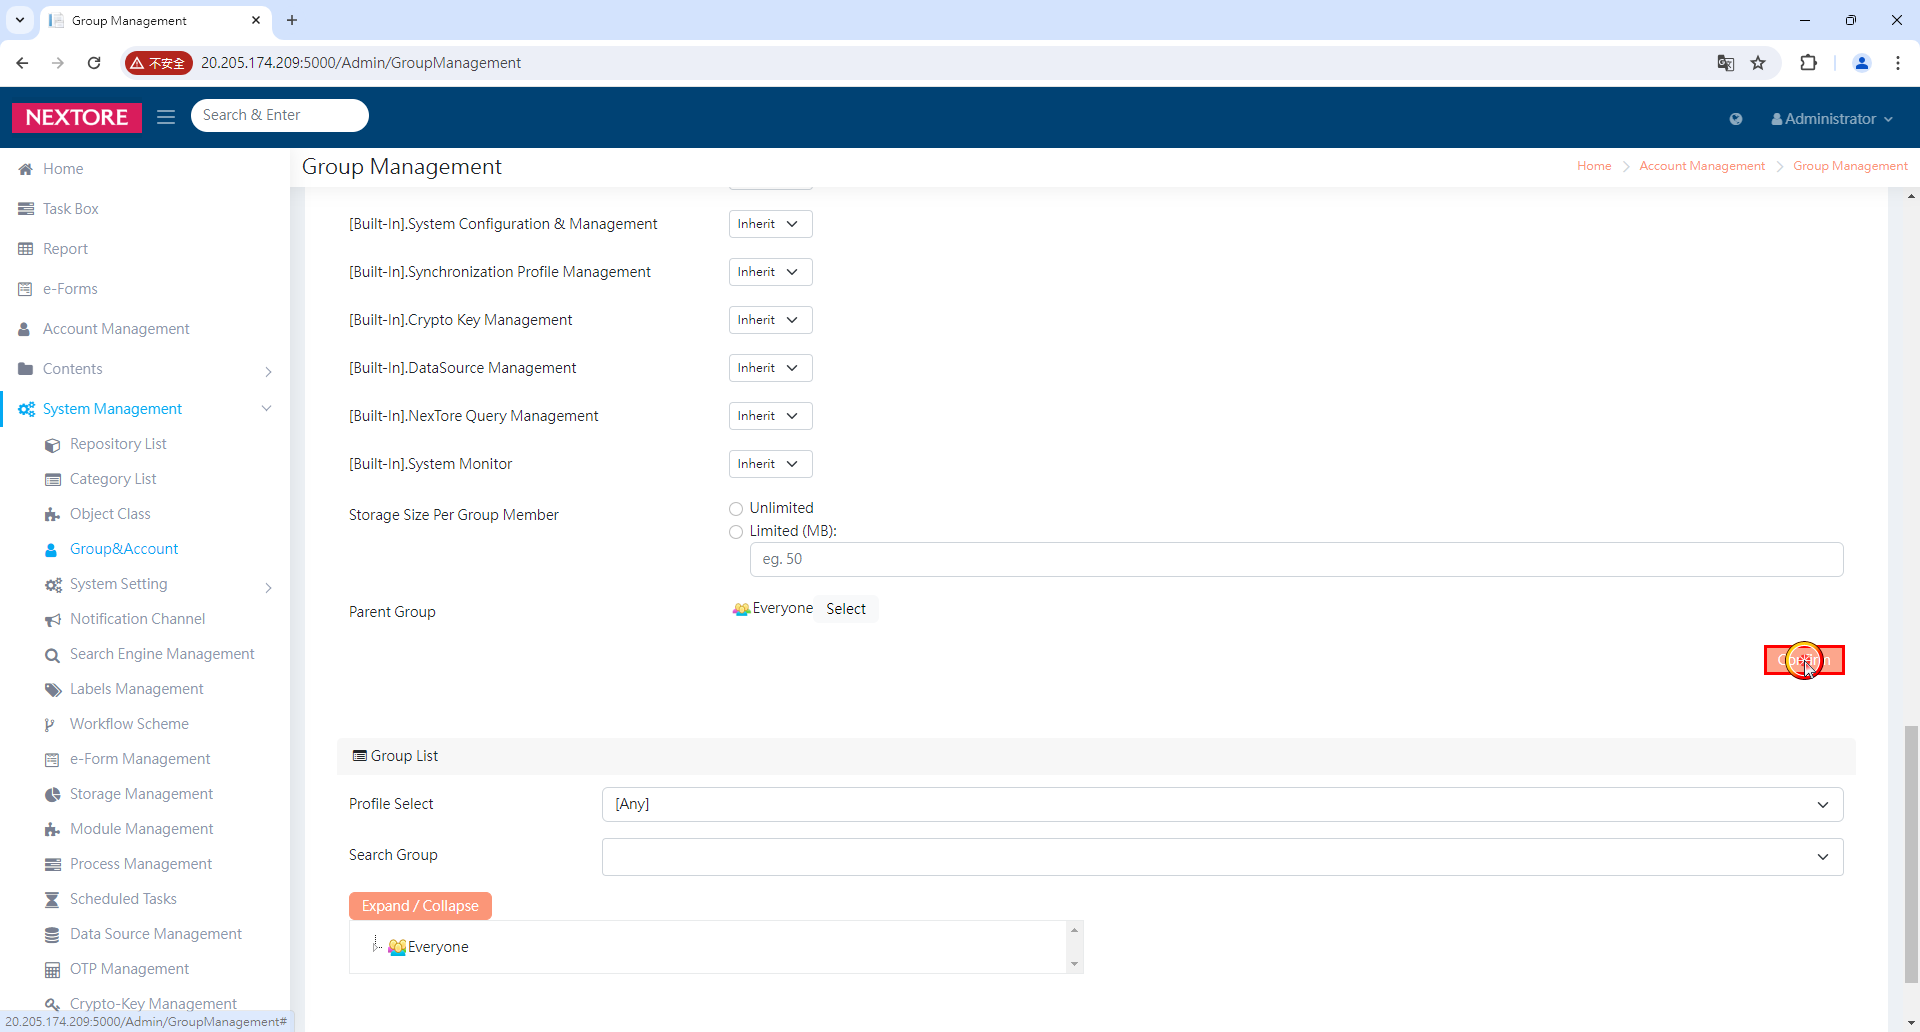 Group Management
不安全
20.205.174.209:5000/Admin/GroupManagement
NEXTORE
Search & Enter
Administrator
Home
Task Box
Report
e-Forms
Account Management
Contents
System Management
Repository List
Category List
Object Class
Group&Account
System Setting
Notification Channel
Search Engine Management
Labels Management
Workflow Scheme
e-Form Management
Storage Management
Module Management
Process Management
Scheduled Tasks
Data Source Management
OTP Management
Crypto-Key Management
20.205.174.209:5000/Admin/GroupManagement#
Group Management
Home
Account Management
Group Management
[Built-In].System Configuration & Management
Inherit
[Built-In].Synchronization Profile Management
Inherit
[Built-In].Crypto Key Management
Inherit
[Built-In].DataSource Management
Inherit
[Built-In].NexTore Query Management
Inherit
[Built-In].System Monitor
Inherit
Storage Size Per Group Member
Unlimited
Limited (MB):
eg. 50
Parent Group
Everyone
Select
Group List
Profile Select
[Any]
Search Group
Expand / Collapse
Everyone